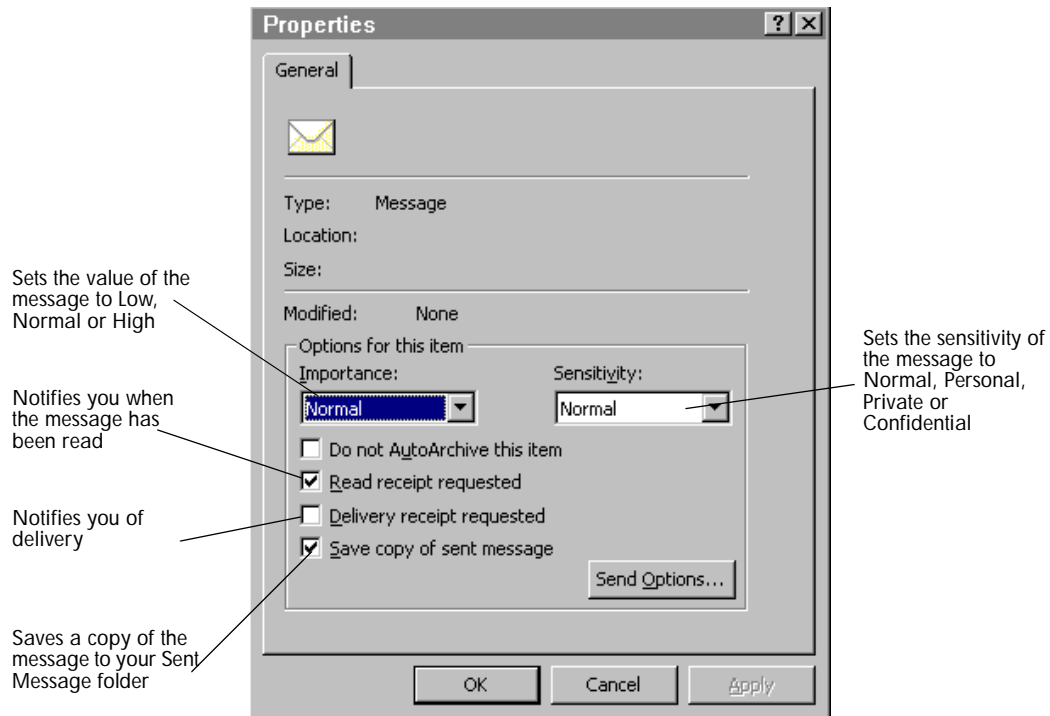 Properties
General
Type: Message
Location:
Size:
Modified: None
Options for this item
Importance: Sensitivity:
Normal Normal
Do not AutoArchive this item
Read receipt requested
Delivery receipt requested
Save copy of sent message
Send Options...
OK Cancel Apply
Sets the value of the
message to Low,
Normal or High
Notifies you when
the message has
been read
Notifies you of
delivery
Saves a copy of the
message to your Sent
Message folder
Sets the sensitivity of
the message to
Normal, Personal,
Private or
Confidential